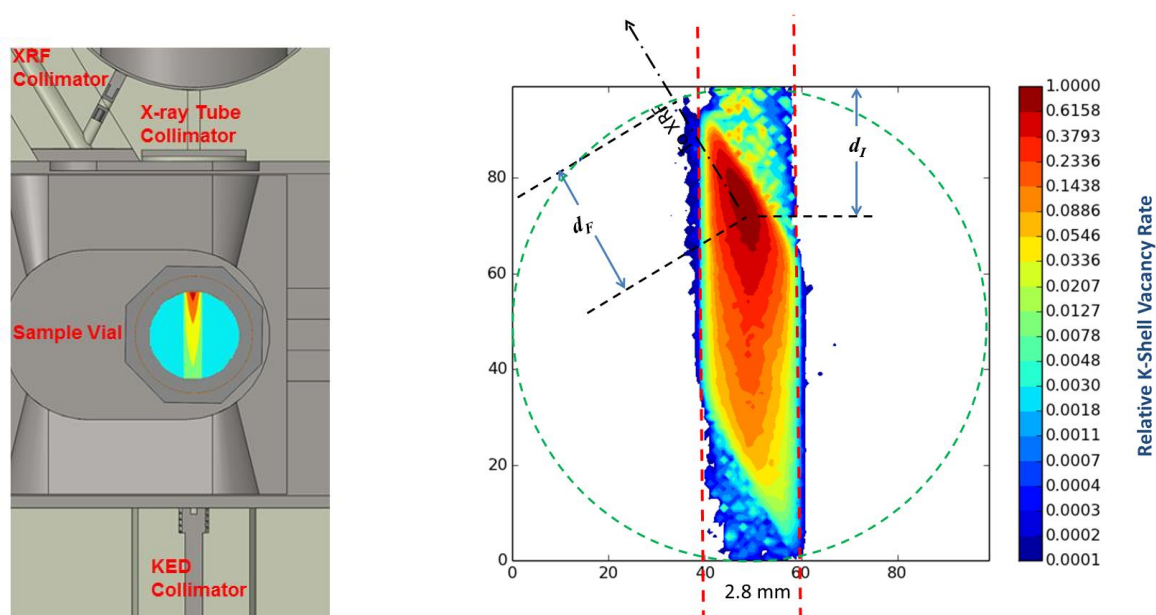 XRF
Collimator
X-ray Tube
Collimator
Sample Vial
KED
Collimator
XRF
d_F
d_I
80
60
40
20
0
0
40
60
80
2.8 mm
1.0000
0.6158
0.3793
0.2336
0.1438
0.0886
0.0546
0.0336
0.0207
0.0127
0.0078
0.0048
0.0030
0.0018
0.0011
0.0007
0.0004
0.0003
0.0002
0.0001
Relative K-Shell Vacancy Rate